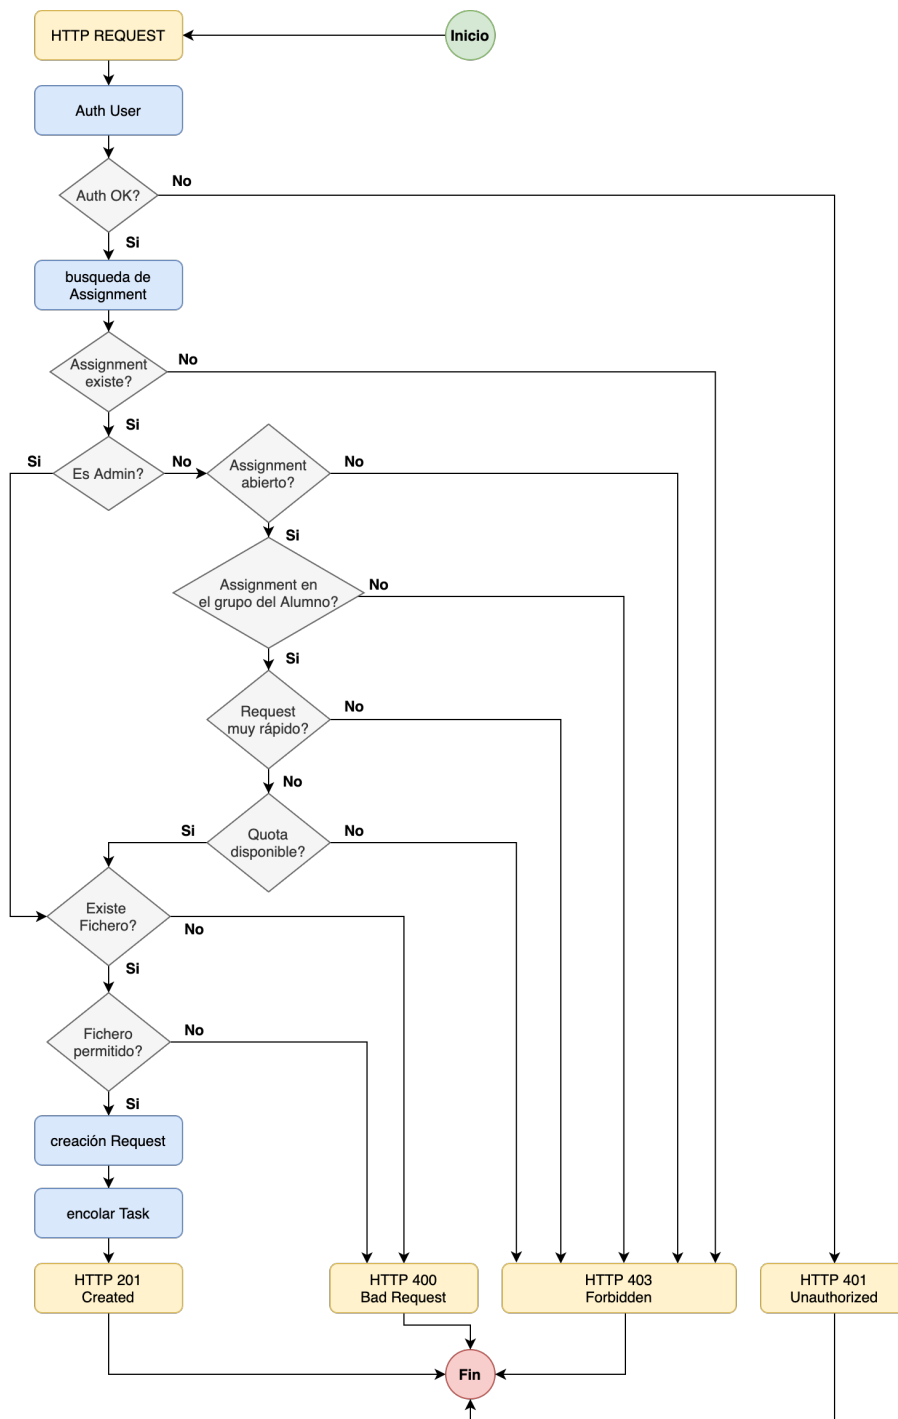 HTTP REQUEST
Inicio
Auth User
Auth OK?
No
Si
busqueda de
Assignment
Assignment
existe?
No
Si
Si
Es Admin?
No
Assignment
abierto?
No
Si
Assignment en
el grupo del Alumno?
No
Si
Request
muy rápido?
No
No
Quota
disponible?
Si
No
Existe
Fichero?
No
Si
Fichero
permitido?
No
Si
creación Request
encolar Task
HTTP 201
Created
HTTP 400
Bad Request
HTTP 403
Forbidden
HTTP 401
Unauthorized
Fin